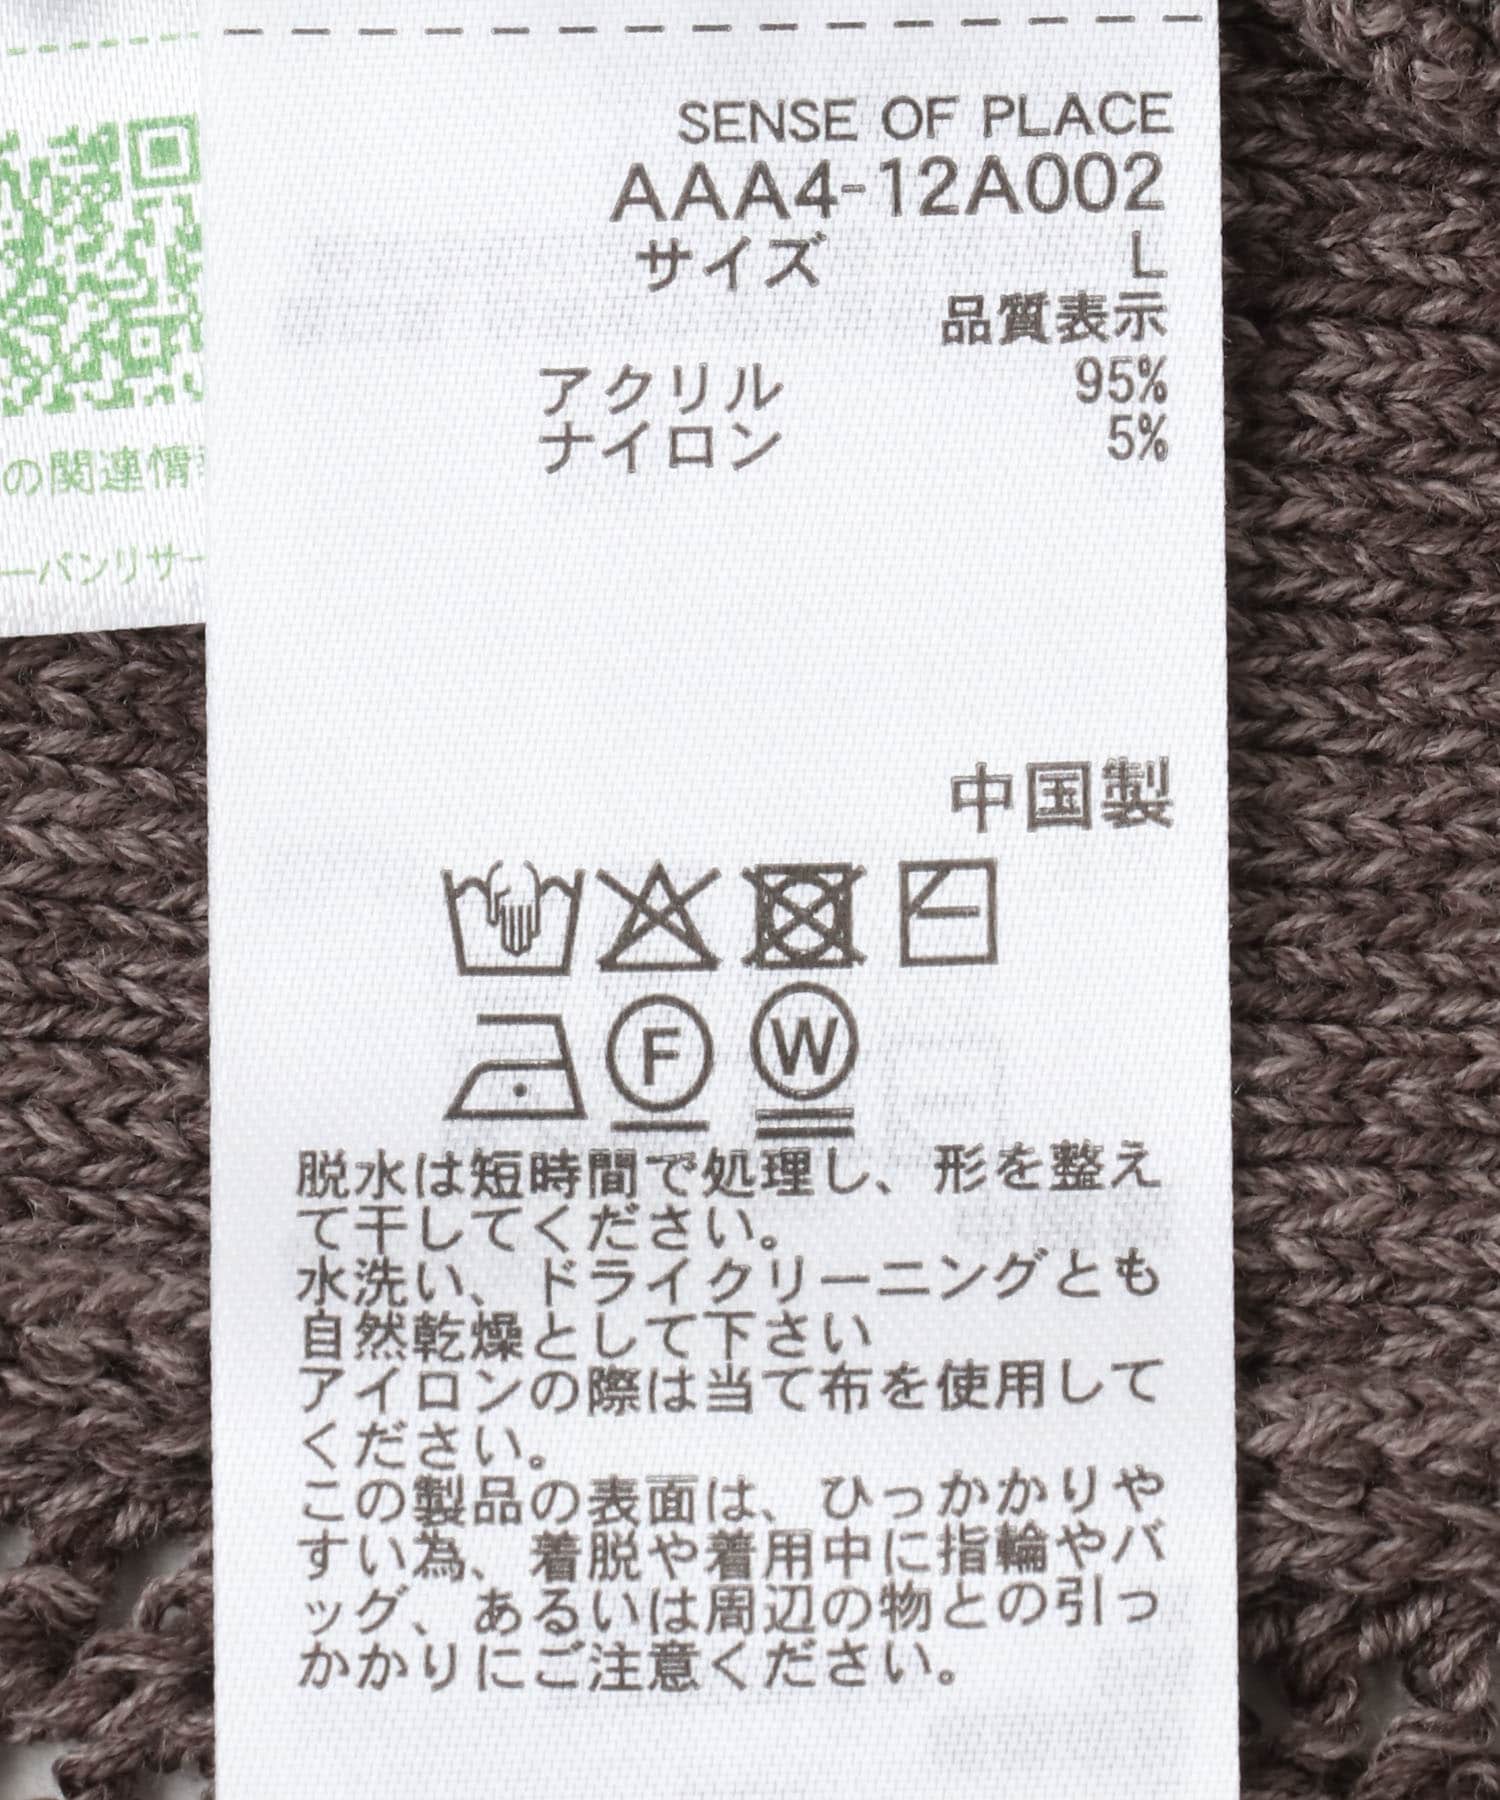 SENSE OF PLACE
AAA4-12A002
サイズ L
品質表示
アクリル 95%
ナイロン 5%
中国製
F W
脱水は短時間で処理し、形を整え
て干してください。
水洗い、ドライクリーニングとも
自然乾燥として下さい
アイロンの際は当て布を使用して
ください。
この製品の表面は、ひっかかりや
すい為、着脱や着用中に指輪やバ
ッグ、あるいは周辺の物との引っ
かかりにご注意ください。
の関連情
ーバンリサー